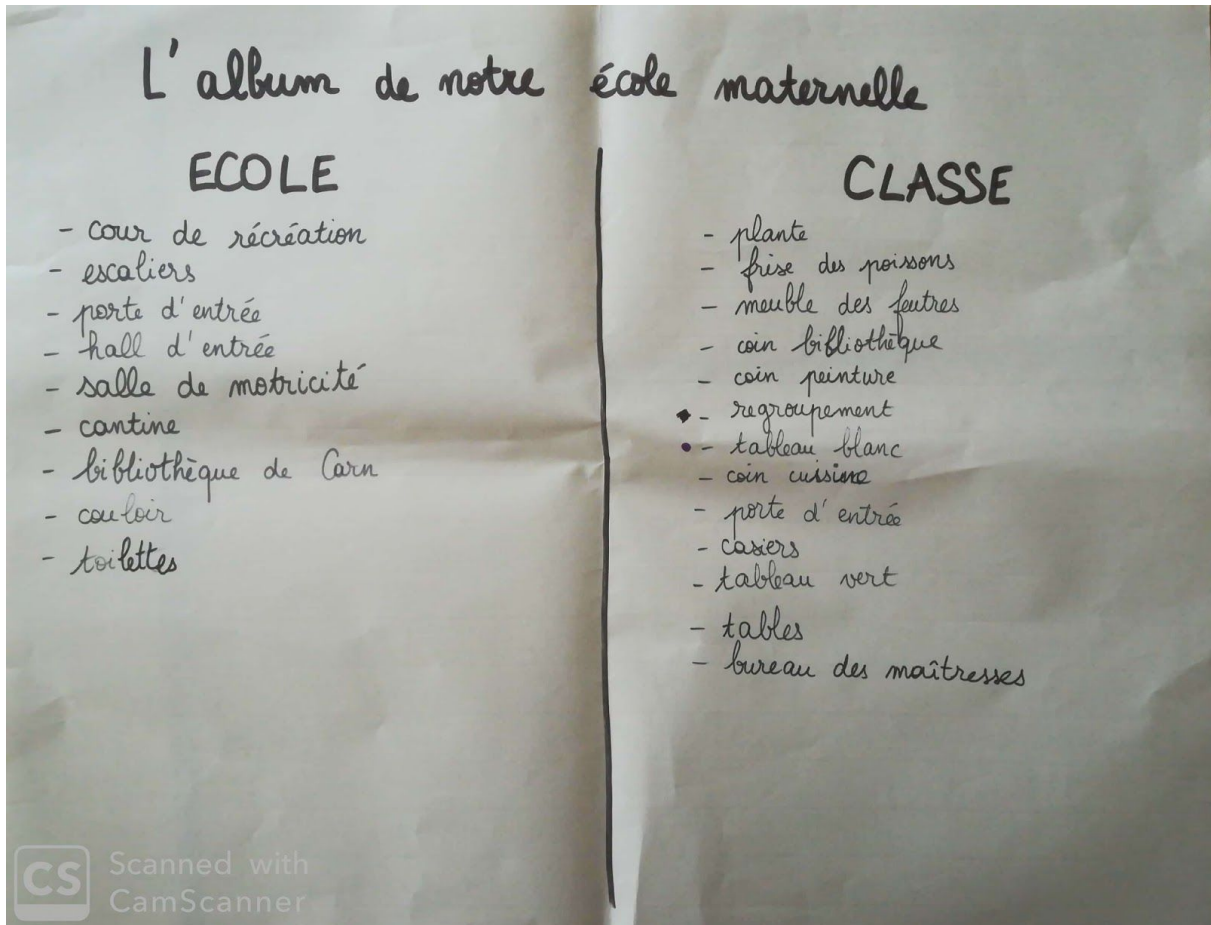 L'album de notre école maternelle
ECOLE
- cour de récréation
- escaliers
- porte d'entrée
- hall d'entrée
- salle de motricité
- cantine
- bibliothèque de Carn
- couloir
- toilettes
CLASSE
- plante
- frise des poissons
- meuble des feutres
- coin bibliothèque
- coin peinture
- regroupement
- tableau blanc
- coin cuisine
- porte d'entrée
- casiers
- tableau vert
- tables
- bureau des maîtresses
CS Scanned with
CamScanner